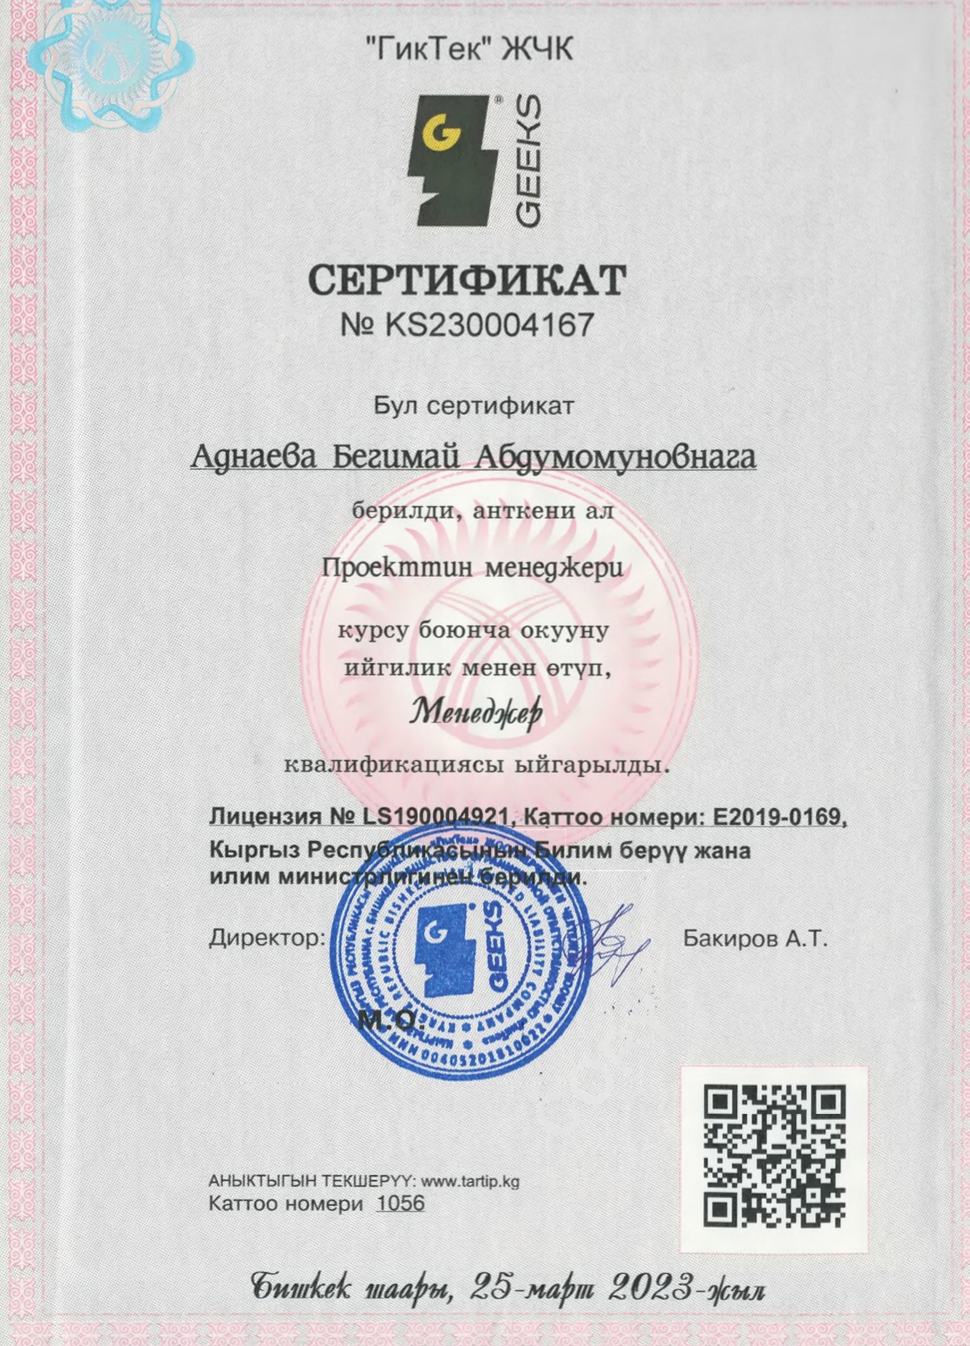 "ГикТек" ЖЧК
G
®
GEEKS
СЕРТИФИКАТ
№ KS230004167
Бул сертификат
Аднаева Бегимай Абдумомуновнага
берилди, анткени ал
Проекттин менеджери
курсу боюнча окууну
ийгилик менен өтүп,
Менеджер
квалификациясы ыйгарылды.
Лицензия № LS190004921, Каттоо номери: E2019-0169,
Кыргыз Республикасынын Билим берүү жана
илим министрлигинен берилди.
Директор:
G
GEEKS
Бакиров А.Т.
М.О.
АНЫКТЫГЫН ТЕКШЕРҮҮ: www.tartip.kg
Каттоо номери 1056
Бишкек шаары, 25-март 2023-жыл